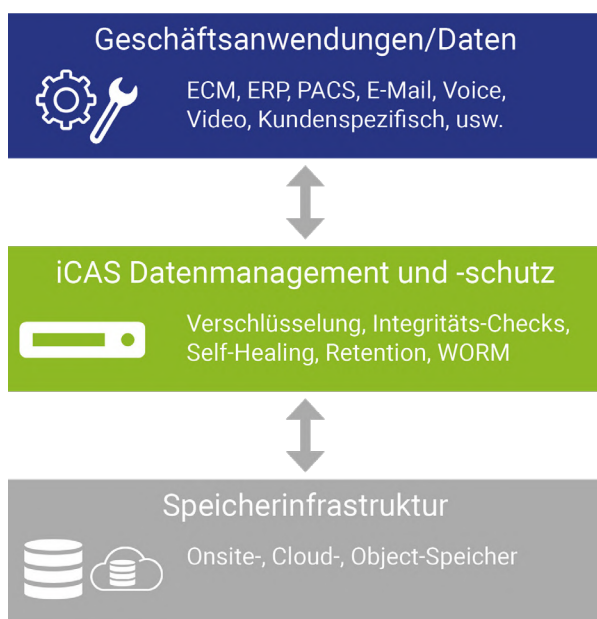 Geschäftsanwendungen/Daten
ECM, ERP, PACS, E-Mail, Voice,
Video, Kundenspezifisch, usw.
iCAS Datenmanagement und -schutz
Verschlüsselung, Integritäts-Checks,
Self-Healing, Retention, WORM
Speicherinfrastruktur
Onsite-, Cloud-, Object-Speicher